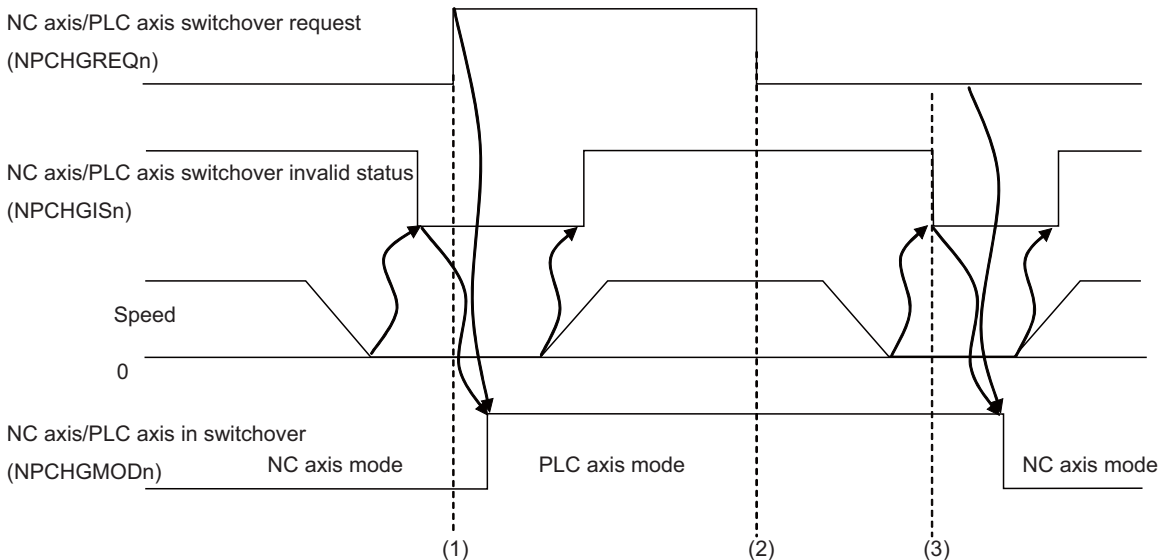 NC axis/PLC axis switchover request
(NPCHGREQn)
NC axis/PLC axis switchover invalid status
(NPCHGISn)
Speed
0
NC axis/PLC axis in switchover
(NPCHGMODn)
NC axis mode
PLC axis mode
NC axis mode
(1)
(2)
(3)